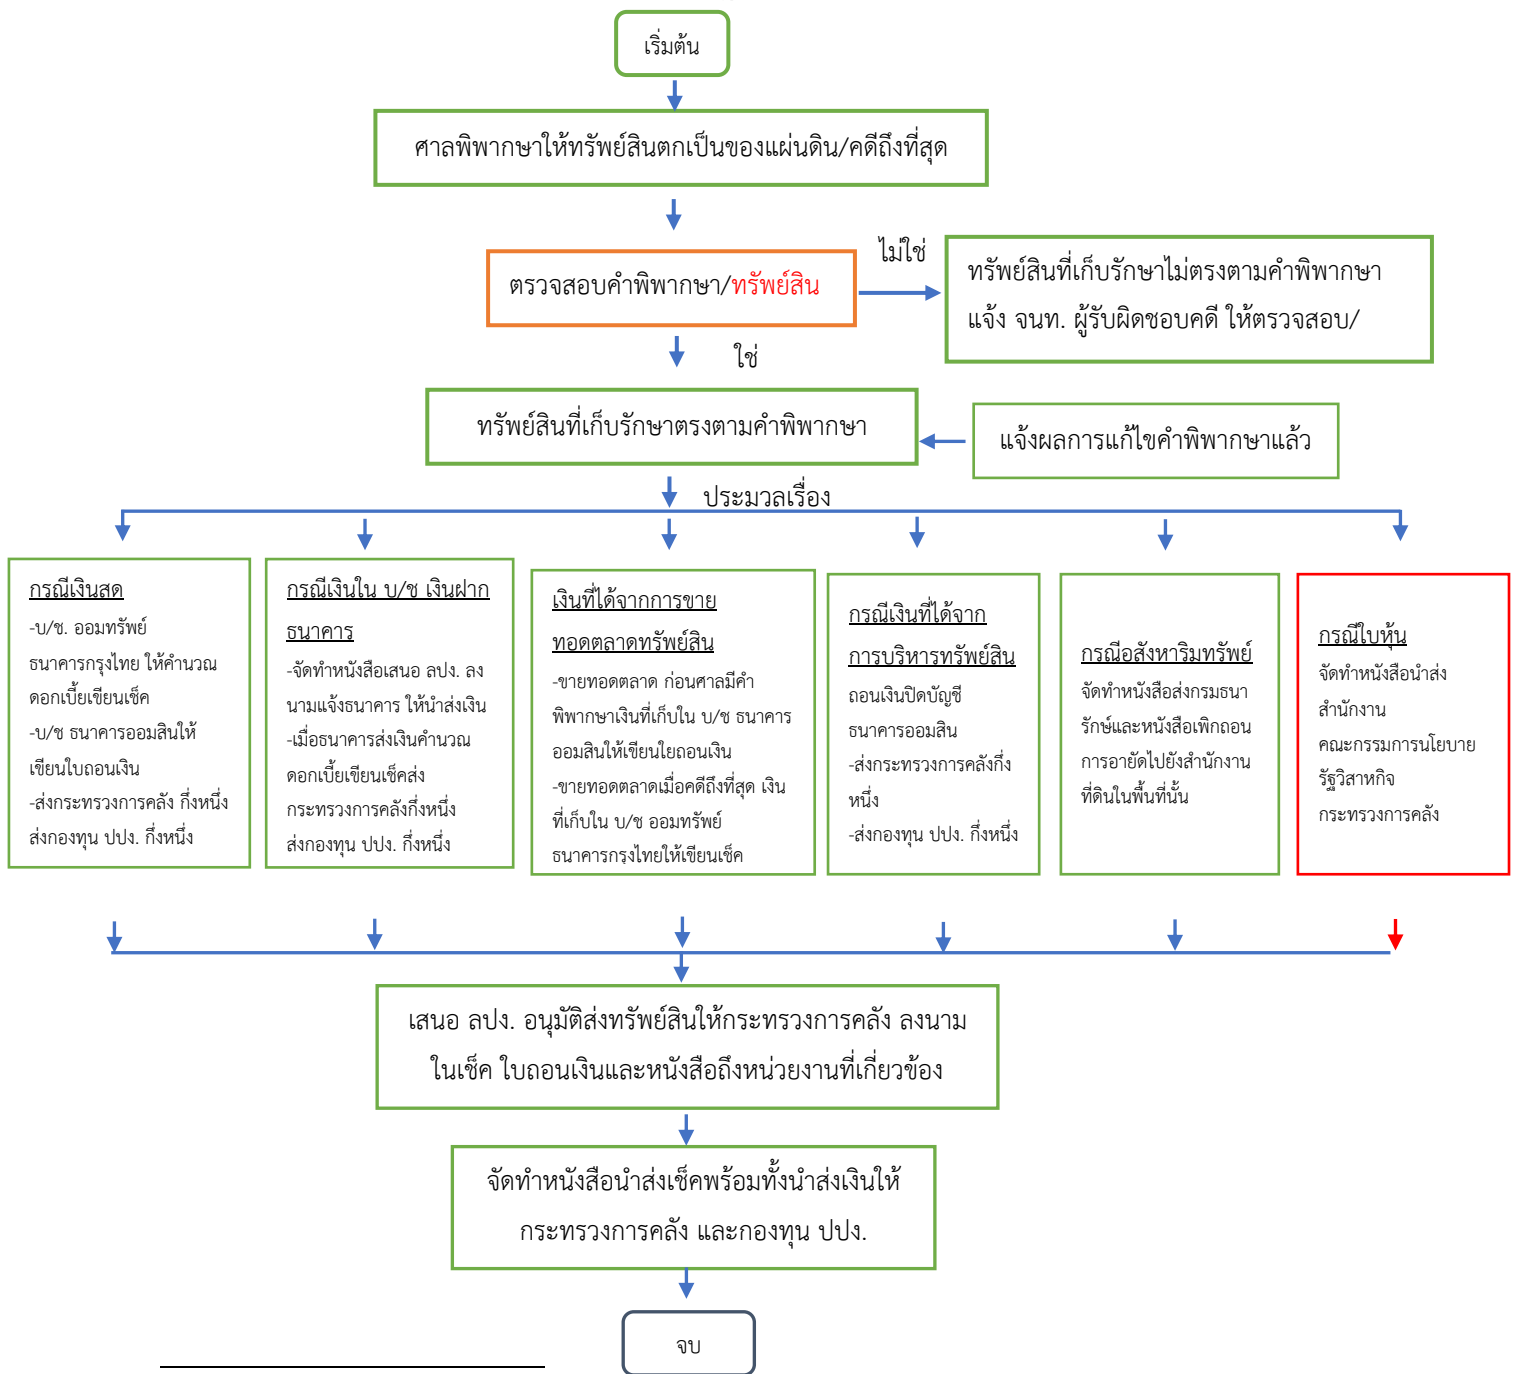 เริ่มต้น
ศาลพิพากษาให้ทรัพย์สินตกเป็นของแผ่นดิน/คดีถึงที่สุด
ตรวจสอบคำพิพากษา/ทรัพย์สิน
ไม่ใช่
ทรัพย์สินที่เก็บรักษาไม่ตรงตามคำพิพากษา
แจ้ง จนท. ผู้รับผิดชอบคดี ให้ตรวจสอบ/
ใช่
ทรัพย์สินที่เก็บรักษาตรงตามคำพิพากษา
แจ้งผลการแก้ไขคำพิพากษาแล้ว
ประมวลเรื่อง
กรณีเงินสด
-บ/ช. ออมทรัพย์
ธนาคารกรุงไทย ให้คำนวณ
ดอกเบี้ยเขียนเช็ค
-บ/ช ธนาคารออมสินให้
เขียนใบถอนเงิน
-ส่งกระทรวงการคลัง กึ่งหนึ่ง
ส่งกองทุน ปปง. กึ่งหนึ่ง
กรณีเงินใน บ/ช เงินฝาก
ธนาคาร
-จัดทำหนังสือเสนอ ลปง. ลง
นามแจ้งธนาคาร ให้นำส่งเงิน
-เมื่อธนาคารส่งเงินคำนวณ
ดอกเบี้ยเขียนเช็คส่ง
กระทรวงการคลังกึ่งหนึ่ง
ส่งกองทุน ปปง. กึ่งหนึ่ง
เงินที่ได้จากการขาย
ทอดตลาดทรัพย์สิน
-ขายทอดตลาด ก่อนศาลมีคำ
พิพากษาเงินที่เก็บใน บ/ช ธนาคาร
ออมสินให้เขียนใยถอนเงิน
-ขายทอดตลาดเมื่อคดีถึงที่สุด เงิน
ที่เก็บใน บ/ช ออมทรัพย์
ธนาคารกรุงไทยให้เขียนเช็ค
กรณีเงินที่ได้จาก
การบริหารทรัพย์สิน
ถอนเงินปิดบัญชี
ธนาคารออมสิน
-ส่งกระทรวงการคลังกึ่ง
หนึ่ง
-ส่งกองทุน ปปง. กึ่งหนึ่ง
กรณีอสังหาริมทรัพย์
จัดทำหนังสือส่งกรมธนา
รักษ์และหนังสือเพิกถอน
การอายัดไปยังสำนักงาน
ที่ดินในพื้นที่นั้น
กรณีใบหุ้น
จัดทำหนังสือนำส่ง
สำนักงาน
คณะกรรมการนโยบาย
รัฐวิสาหกิจ
กระทรวงการคลัง
เสนอ ลปง. อนุมัติส่งทรัพย์สินให้กระทรวงการคลัง ลงนาม
ในเช็ค ใบถอนเงินและหนังสือถึงหน่วยงานที่เกี่ยวข้อง
จัดทำหนังสือนำส่งเช็คพร้อมทั้งนำส่งเงินให้
กระทรวงการคลัง และกองทุน ปปง.
จบ